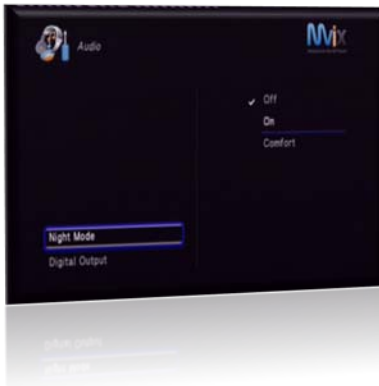 Audio
Mvix
Off
On
Comfort
Night Mode
Digital Output